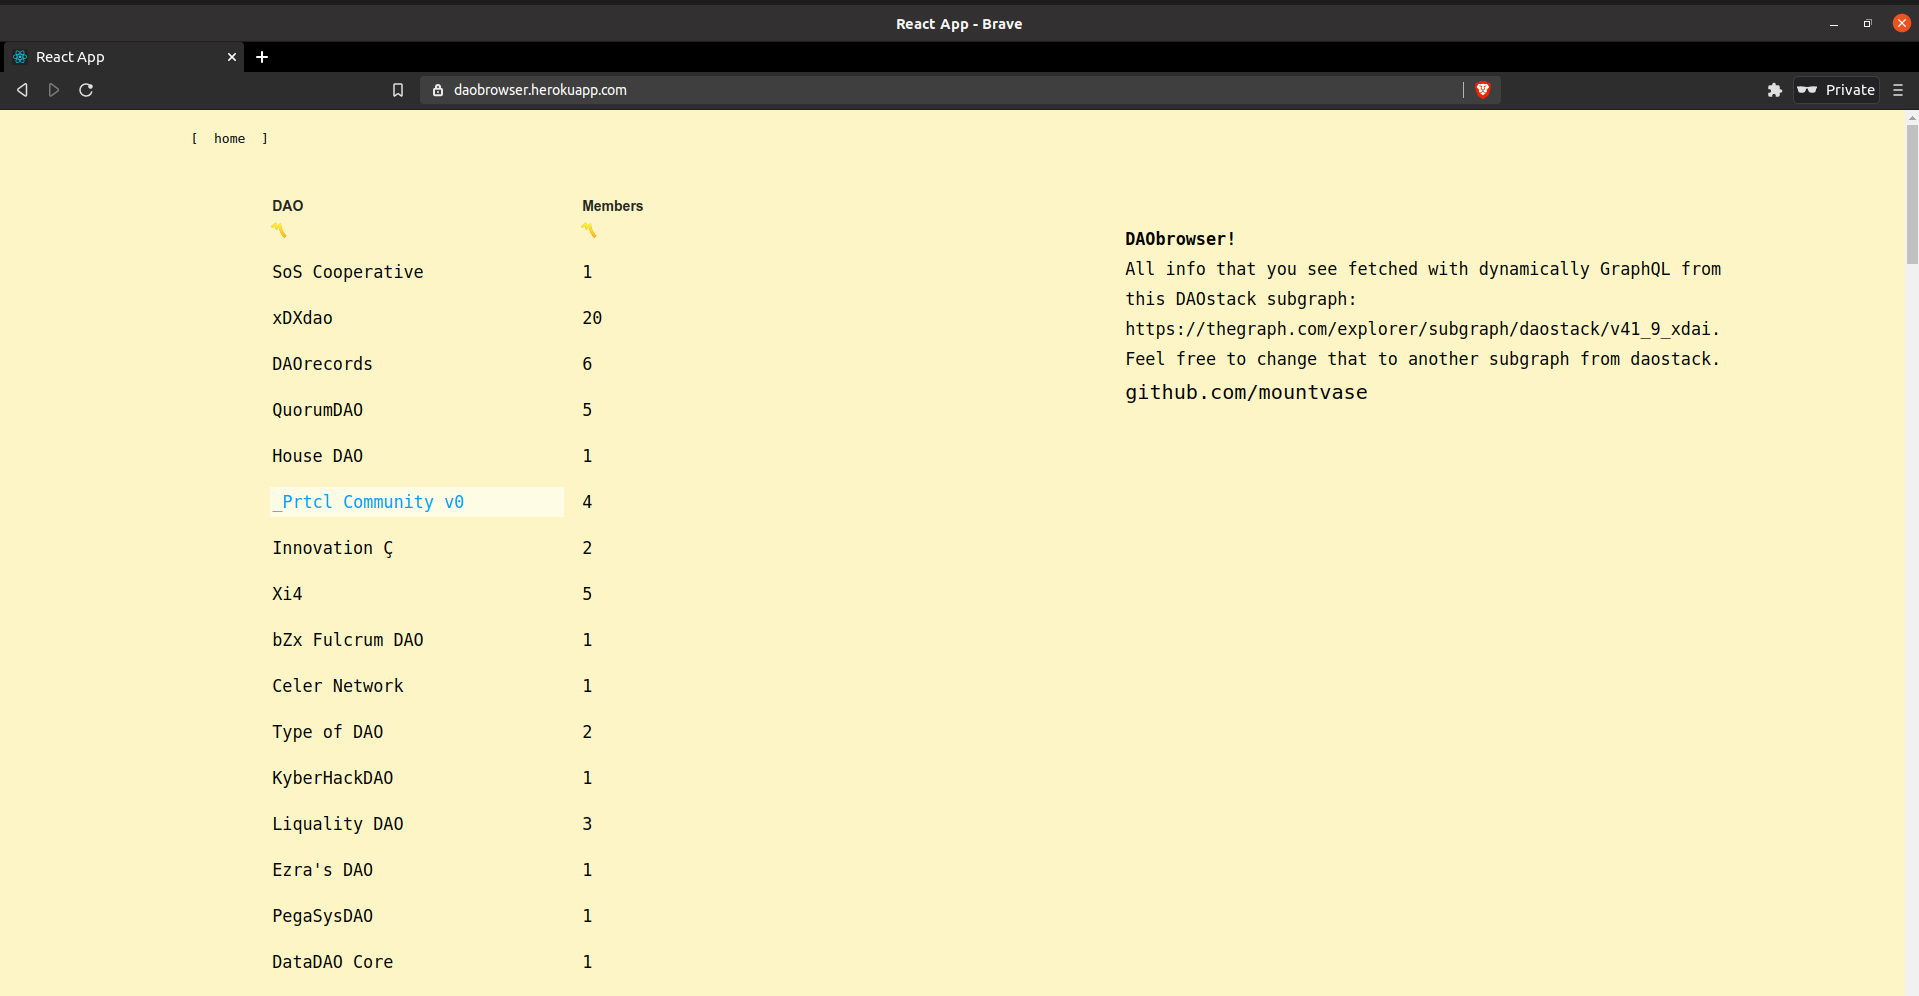 React App - Brave
React App
daobrowser.herokuapp.com
Private
[ home ]
DAO Members
SoS Cooperative 1
xDXdao 20
DAOrecords 6
QuorumDAO 5
House DAO 1
_Prtcl Community v0 4
Innovation Ç 2
Xi4 5
bZx Fulcrum DAO 1
Celer Network 1
Type of DAO 2
KyberHackDAO 1
Liquality DAO 3
Ezra's DAO 1
PegaSysDAO 1
DataDAO Core 1
DAObrowser!
All info that you see fetched with dynamically GraphQL from
this DAOstack subgraph:
https://thegraph.com/explorer/subgraph/daostack/v41_9_xdai.
Feel free to change that to another subgraph from daostack.
github.com/mountvase